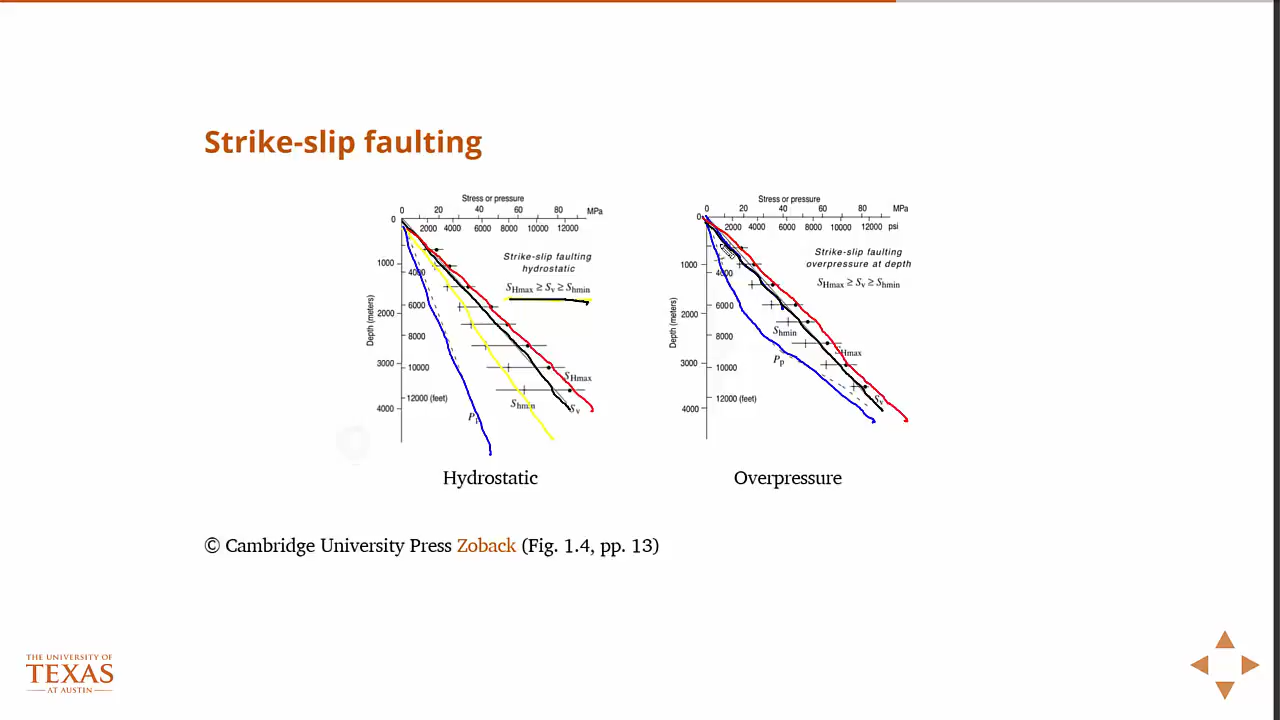 Strike-slip faulting
Stress or pressure
0 20 40 60 80 MPa
0
2000 4000 6000 8000 10000 12000
Strike-slip faulting
hydrostatic
SHmax ≥ Sv ≥ Shmin
Depth (meters)
1000
2000
3000
4000
4000
6000
8000
10000
12000 (feet)
SHmax
Shmin
Sv
Hydrostatic
Stress or pressure
0 20 40 60 80 MPa
0
2000 4000 6000 8000 10000 12000 psi
Strike-slip faulting
overpressure at depth
SHmax ≥ Sv ≥ Shmin
Depth (meters)
1000
2000
3000
4000
4000
6000
8000
10000
12000 (feet)
Shmin
Pp
Hmax
Sv
Overpressure
© Cambridge University Press Zoback (Fig. 1.4, pp. 13)
THE UNIVERSITY OF
TEXAS
AT AUSTIN